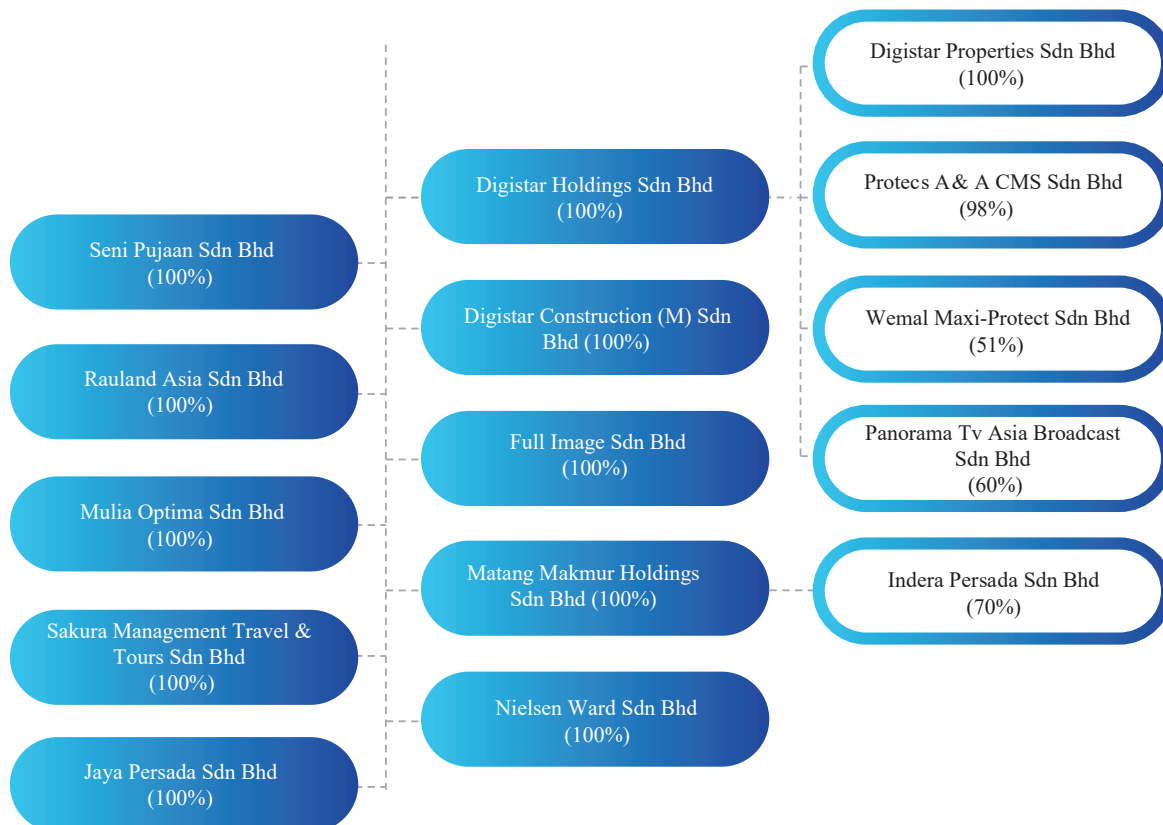 Seni Pujaan Sdn Bhd
(100%)
Rauland Asia Sdn Bhd
(100%)
Mulia Optima Sdn Bhd
(100%)
Sakura Management Travel &
Tours Sdn Bhd
(100%)
Jaya Persada Sdn Bhd
(100%)
Digistar Holdings Sdn Bhd
(100%)
Digistar Construction (M) Sdn
Bhd (100%)
Full Image Sdn Bhd
(100%)
Matang Makmur Holdings
Sdn Bhd (100%)
Nielsen Ward Sdn Bhd
(100%)
Digistar Properties Sdn Bhd
(100%)
Protecs A& A CMS Sdn Bhd
(98%)
Wemal Maxi-Protect Sdn Bhd
(51%)
Panorama Tv Asia Broadcast
Sdn Bhd
(60%)
Indera Persada Sdn Bhd
(70%)